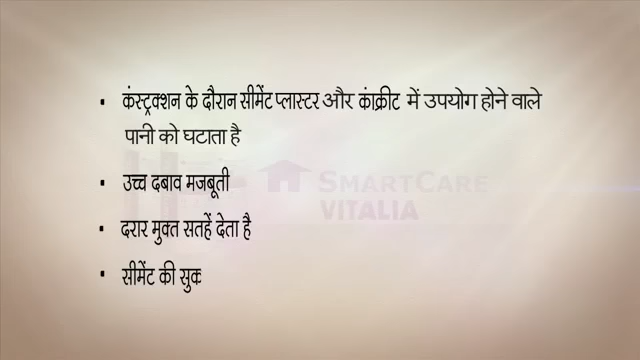 ▪ कंस्ट्रक्शन के दौरान सीमेंट प्लास्टर और कंाक्रीट में उपयोग होने वाले
पानी को घटाता है
▪ उच्च दबाव मजबूती
SMARTCARE
VITALIA
▪ दरार मुक्त सतहें देता है
▪ सीमेंट की सुक